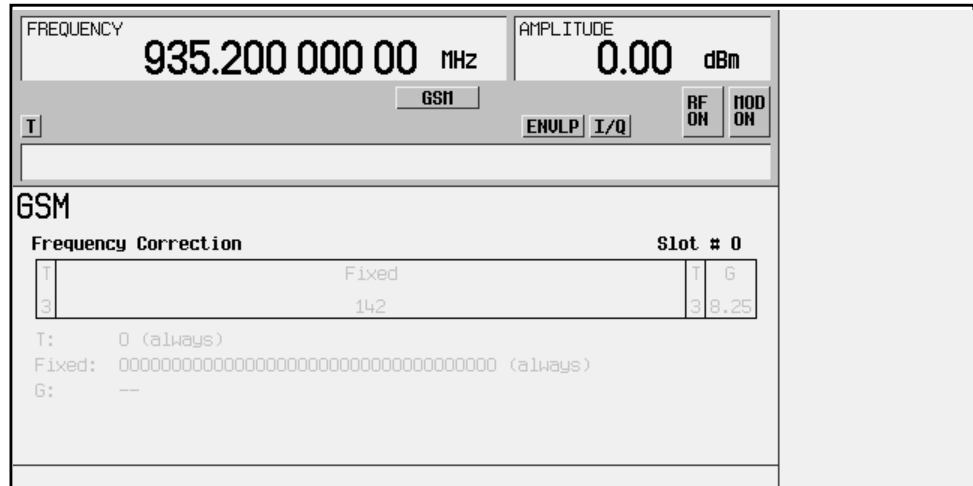 FREQUENCY
935.200 000 00 MHz
AMPLITUDE
0.00 dBm
GSM
RF ON
MOD ON
T
ENVLP I/Q
GSM
Frequency Correction Slot # 0
T Fixed T G
3 142 3 8.25
T: 0 (always)
Fixed: 00000000000000000000000000000000000 (always)
G: --